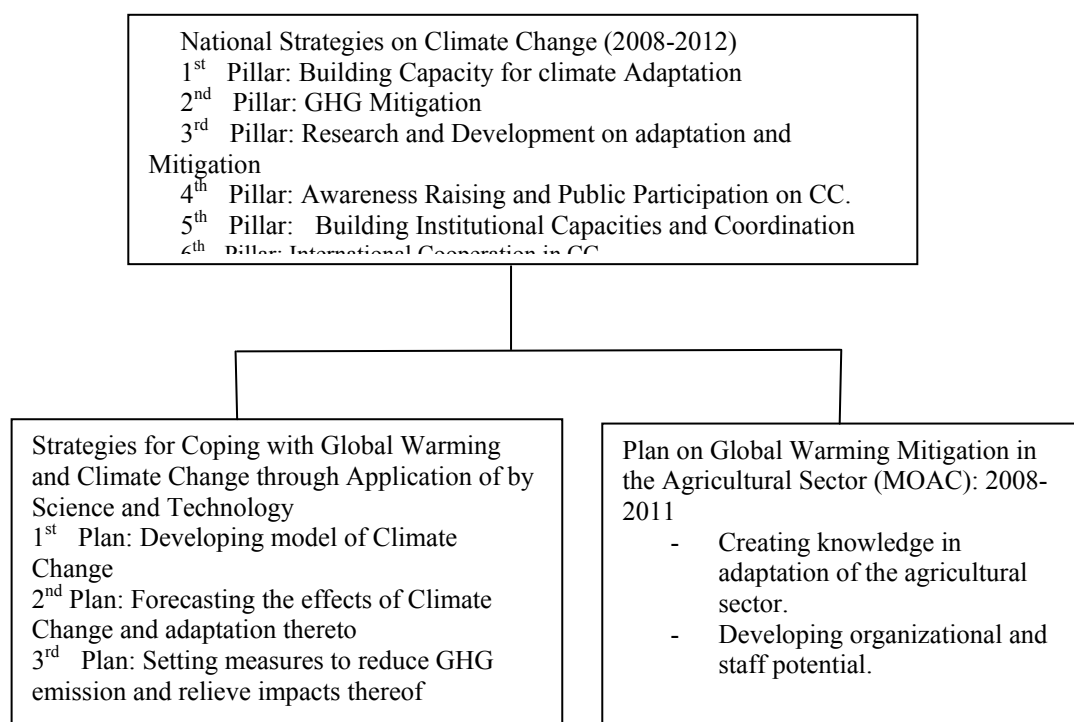 National Strategies on Climate Change (2008-2012)
1st Pillar: Building Capacity for climate Adaptation
2nd Pillar: GHG Mitigation
3rd Pillar: Research and Development on adaptation and
Mitigation
4th Pillar: Awareness Raising and Public Participation on CC.
5th Pillar: Building Institutional Capacities and Coordination
6th Pillar: International Cooperation in CC
Strategies for Coping with Global Warming
and Climate Change through Application of by
Science and Technology
1st Plan: Developing model of Climate
Change
2nd Plan: Forecasting the effects of Climate
Change and adaptation thereto
3rd Plan: Setting measures to reduce GHG
emission and relieve impacts thereof
Plan on Global Warming Mitigation in
the Agricultural Sector (MOAC): 2008-
2011
- Creating knowledge in
adaptation of the agricultural
sector.
- Developing organizational and
staff potential.